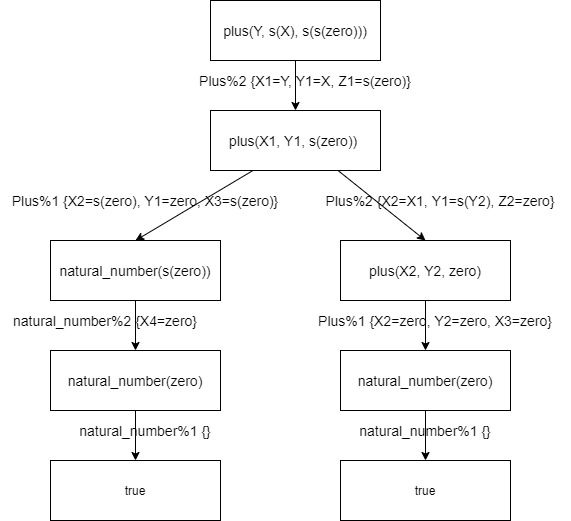 plus(Y, s(X), s(s(zero)))
Plus%2 {X1=Y, Y1=X, Z1=s(zero)}
plus(X1, Y1, s(zero))
Plus%1 {X2=s(zero), Y1=zero, X3=s(zero)}
Plus%2 {X2=X1, Y1=s(Y2), Z2=zero}
natural_number(s(zero))
plus(X2, Y2, zero)
natural_number%2 {X4=zero}
Plus%1 {X2=zero, Y2=zero, X3=zero}
natural_number(zero)
natural_number(zero)
natural_number%1 {}
natural_number%1 {}
true
true